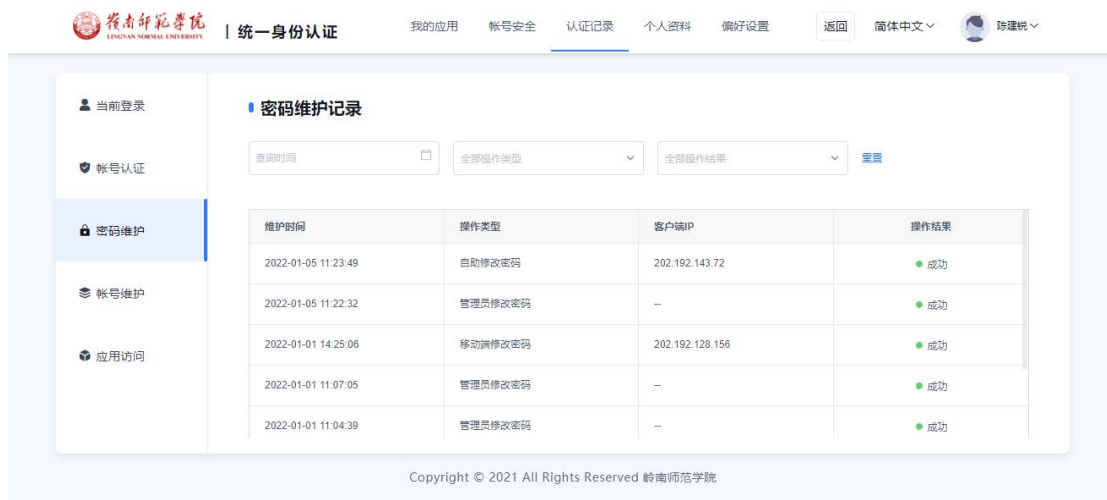 嶺南師範學院 LINGNAN NORMAL UNIVERSITY | 统一身份认证 我的应用 帐号安全 认证记录 个人资料 偏好设置 返回 简体中文 陈建锐
当前登录
帐号认证
密码维护
帐号维护
应用访问
密码维护记录
查询时间 全部操作类型 全部操作结果 重置
维护时间 操作类型 客户端IP 操作结果
2022-01-05 11:23:49 自助修改密码 202.192.143.72 成功
2022-01-05 11:22:32 管理员修改密码 -- 成功
2022-01-01 14:25:06 移动端修改密码 202.192.128.156 成功
2022-01-01 11:07:05 管理员修改密码 -- 成功
2022-01-01 11:04:39 管理员修改密码 -- 成功
Copyright © 2021 All Rights Reserved 岭南师范学院